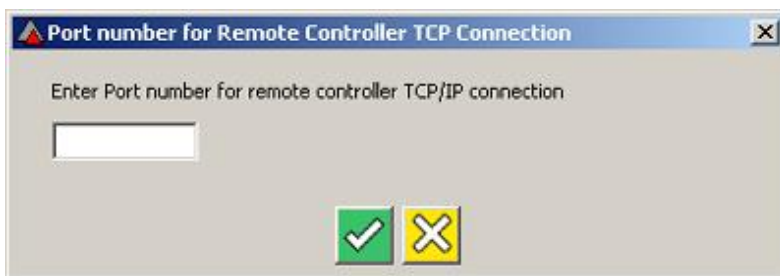 Port number for Remote Controller TCP Connection
Enter Port number for remote controller TCP/IP connection